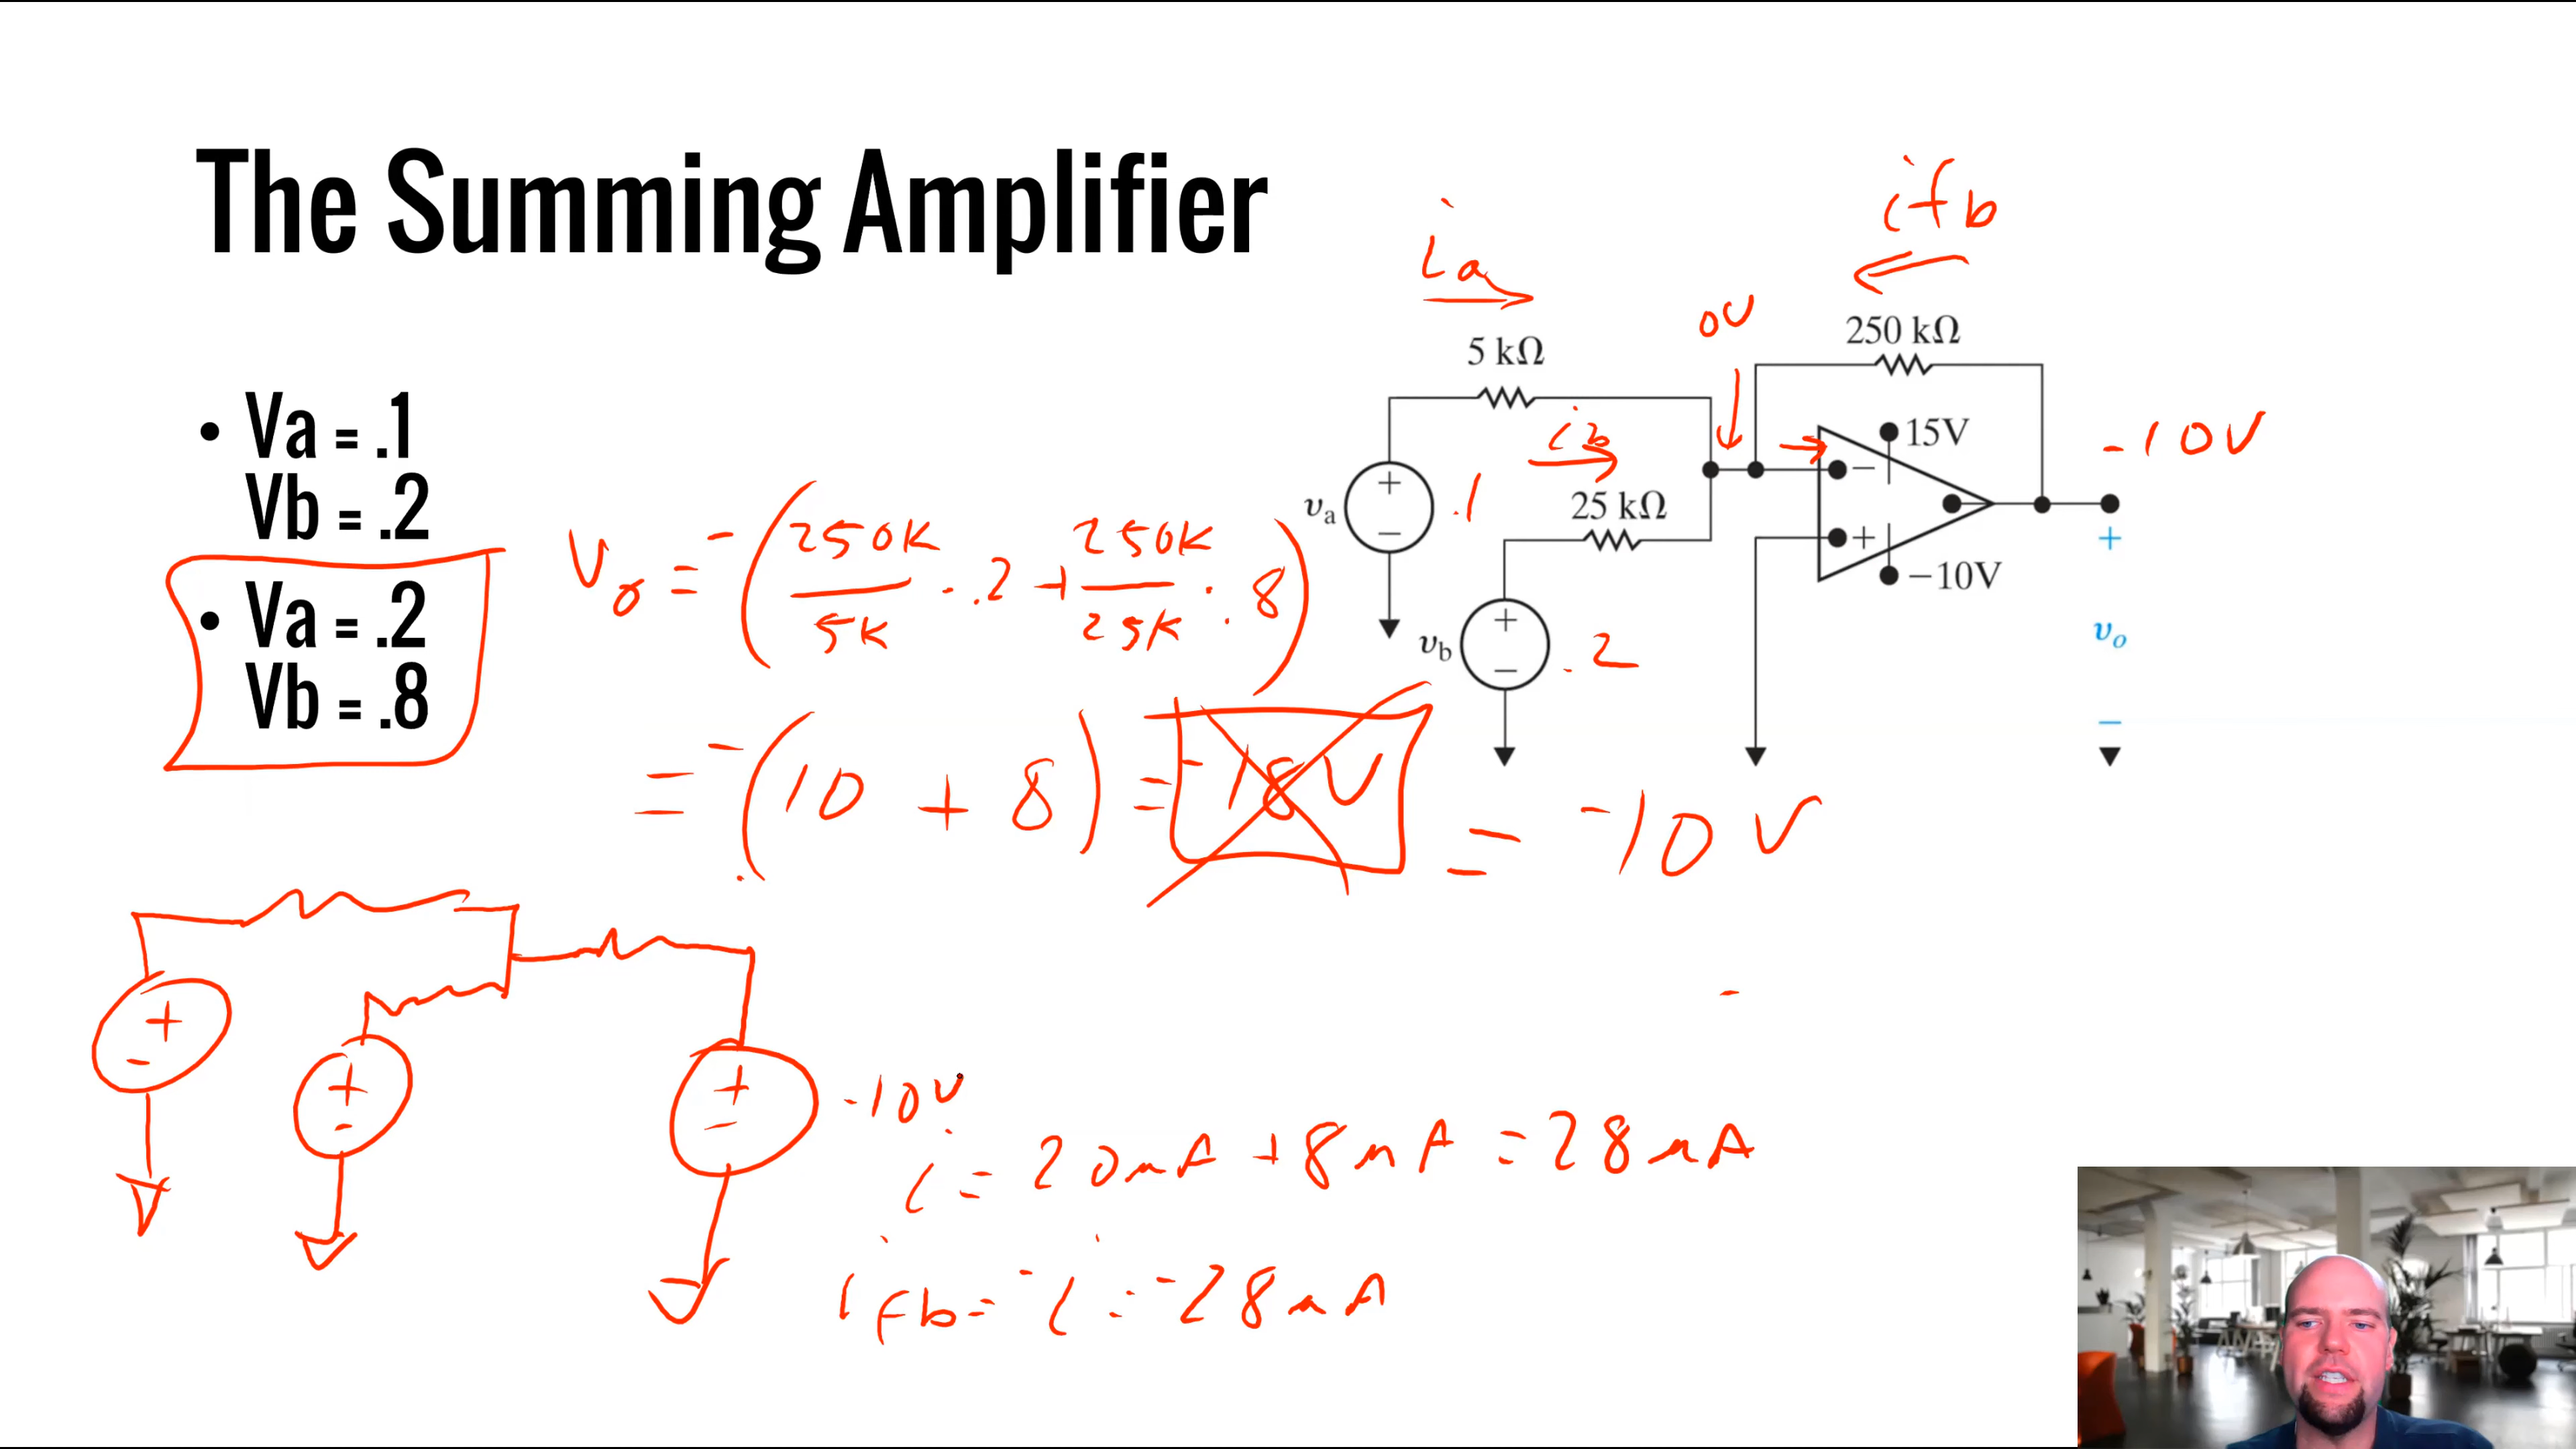 The Summing Amplifier
• Va = .1
Vb = .2
• Va = .2
Vb = .8
Vo = -(250K/5K · .2 + 250K/25K · .8)
= -(10 + 8) = -18V = -10V
ia
ifb
0V
5 kΩ
250 kΩ
ib
15V
-10V
va
+
−
.1
25 kΩ
−
+
−10V
+
vb
+
−
.2
vo
−
+
-
+
-
+
-
-10V
i = 20mA + 8mA = 28mA
ifb = -i = -28mA